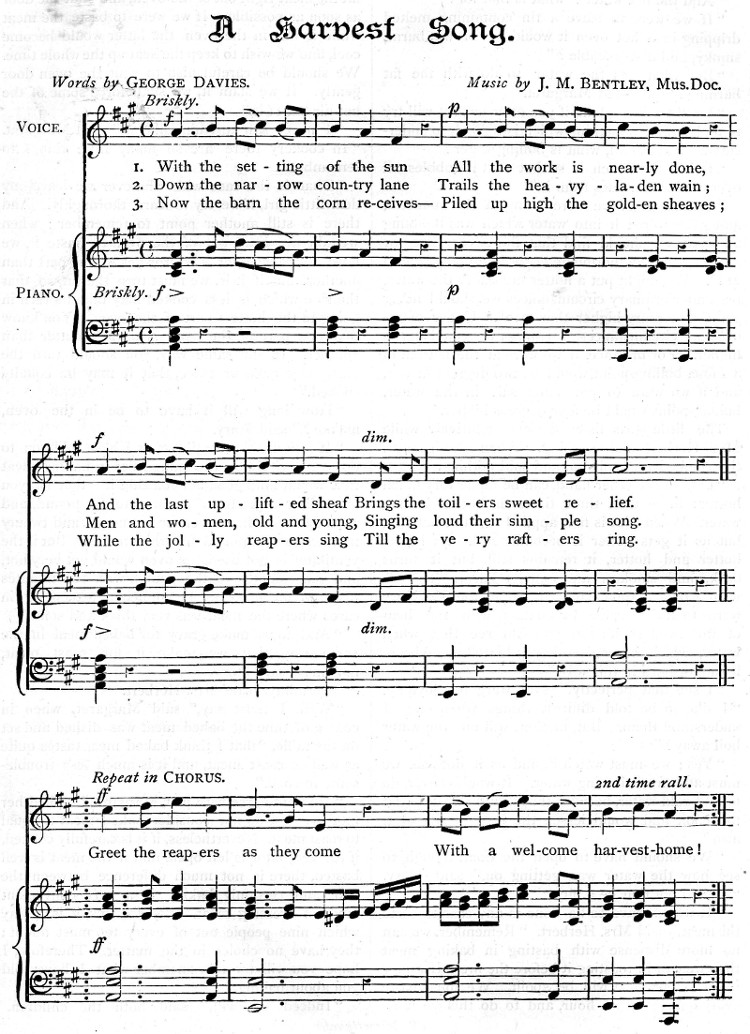 A Harvest Song.
Words by GEORGE DAVIES. Music by J. M. BENTLEY, Mus.Doc.
Briskly.
f p
VOICE.
1. With the set - ting of the sun All the work is near-ly done,
2. Down the nar - row coun-try lane Trails the hea - vy - la-den wain;
3. Now the barn the corn re-ceives— Piled up high the gold-en sheaves;
PIANO. Briskly. f > p
f dim.
And the last up - lift - ed sheaf Brings the toil - ers sweet re - lief.
Men and wo - men, old and young, Singing loud their sim - ple song.
While the jol - ly reap - ers sing Till the ve - ry raft - ers ring.
f > dim.
Repeat in CHORUS.
ff 2nd time rall.
Greet the reap-ers as they come With a wel-come har-vest-home!
ff